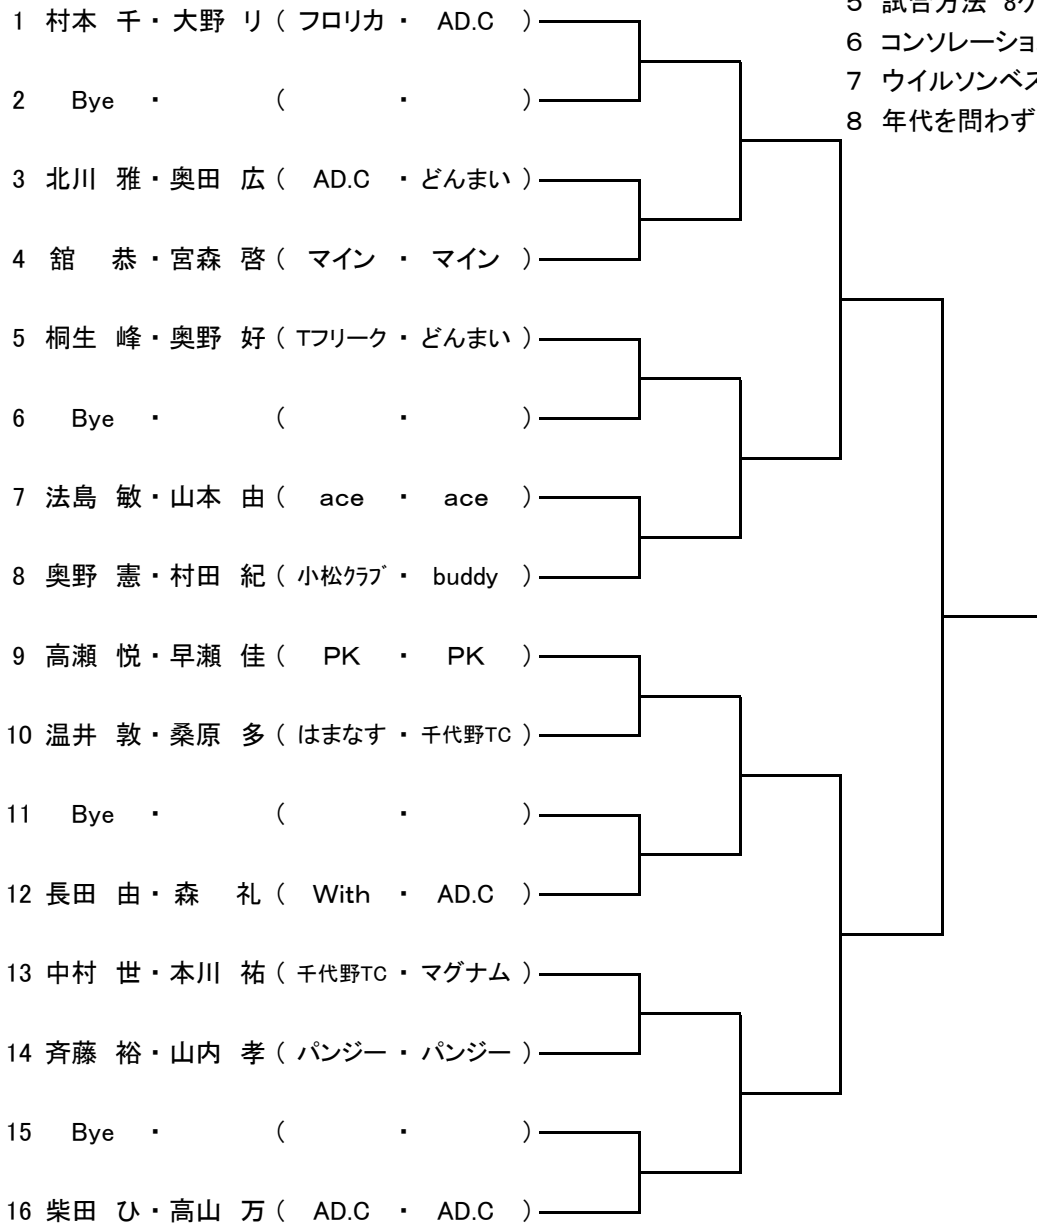 1 村本 千・大野 リ ( フロリカ ・ AD.C )
5 試合方法 8ゲ
6 コンソレーショ
2 Bye ・ ( ・ )
7 ウイルソンベス
8 年代を問わず
3 北川 雅・奥田 広 ( AD.C ・ どんまい )
4 舘 恭・宮森 啓 ( マイン ・ マイン )
5 桐生 峰・奥野 好 ( Tフリーク ・ どんまい )
6 Bye ・ ( ・ )
7 法島 敏・山本 由 ( ace ・ ace )
8 奥野 憲・村田 紀 ( 小松ｸﾗﾌﾞ ・ buddy )
9 高瀬 悦・早瀬 佳 ( PK ・ PK )
10 温井 敦・桑原 多 ( はまなす ・ 千代野TC )
11 Bye ・ ( ・ )
12 長田 由・森 礼 ( With ・ AD.C )
13 中村 世・本川 祐 ( 千代野TC ・ マグナム )
14 斉藤 裕・山内 孝 ( パンジー ・ パンジー )
15 Bye ・ ( ・ )
16 柴田 ひ・高山 万 ( AD.C ・ AD.C )